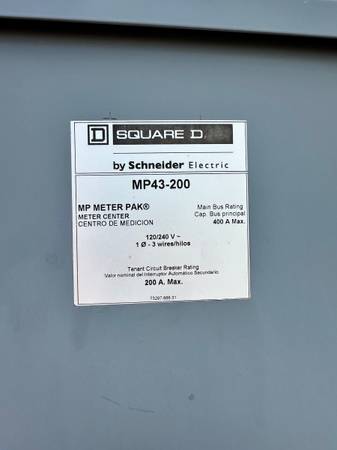 D SQUARE D
by Schneider Electric
MP43-200
MP METER PAK®
METER CENTER
CENTRO DE MEDICION
Main Bus Rating
Cap. Bus principal
400 A Max.
120/240 V ~
1 Ø - 3 wires/hilos
Tenant Circuit Breaker Rating
Valor nominal del Interruptor Automático Secundario
200 A. Max.